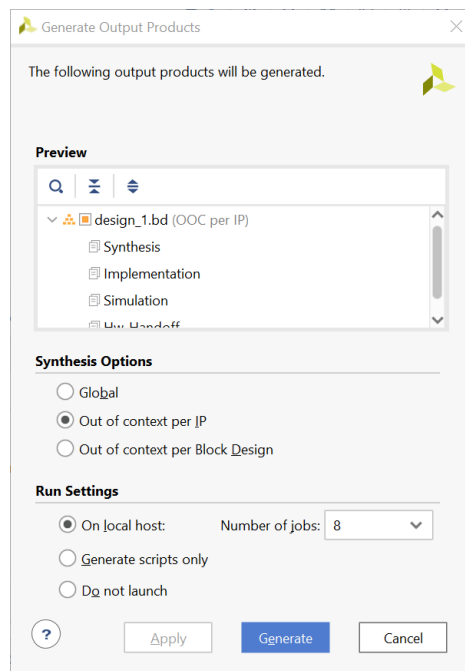 Generate Output Products
The following output products will be generated.
Preview
design_1.bd (OOC per IP)
Synthesis
Implementation
Simulation
Hw_Handoff
Synthesis Options
Global
Out of context per IP
Out of context per Block Design
Run Settings
On local host: Number of jobs: 8
Generate scripts only
Do not launch
? Apply Generate Cancel